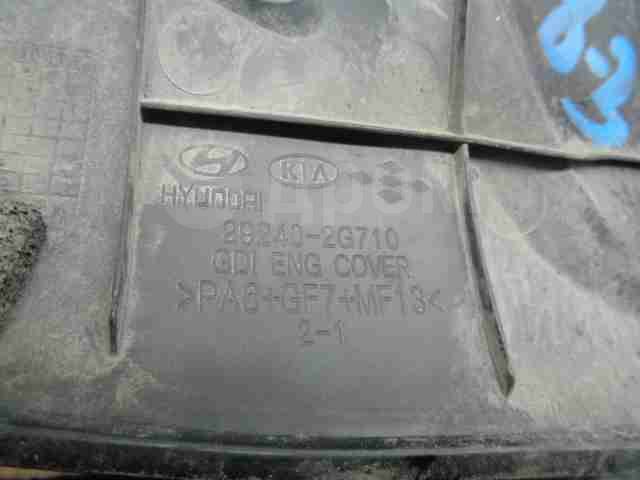 KIA
HYUNDAI
29240-2G710
GDI ENG COVER
>PA6+GF7+MF13<
2-1